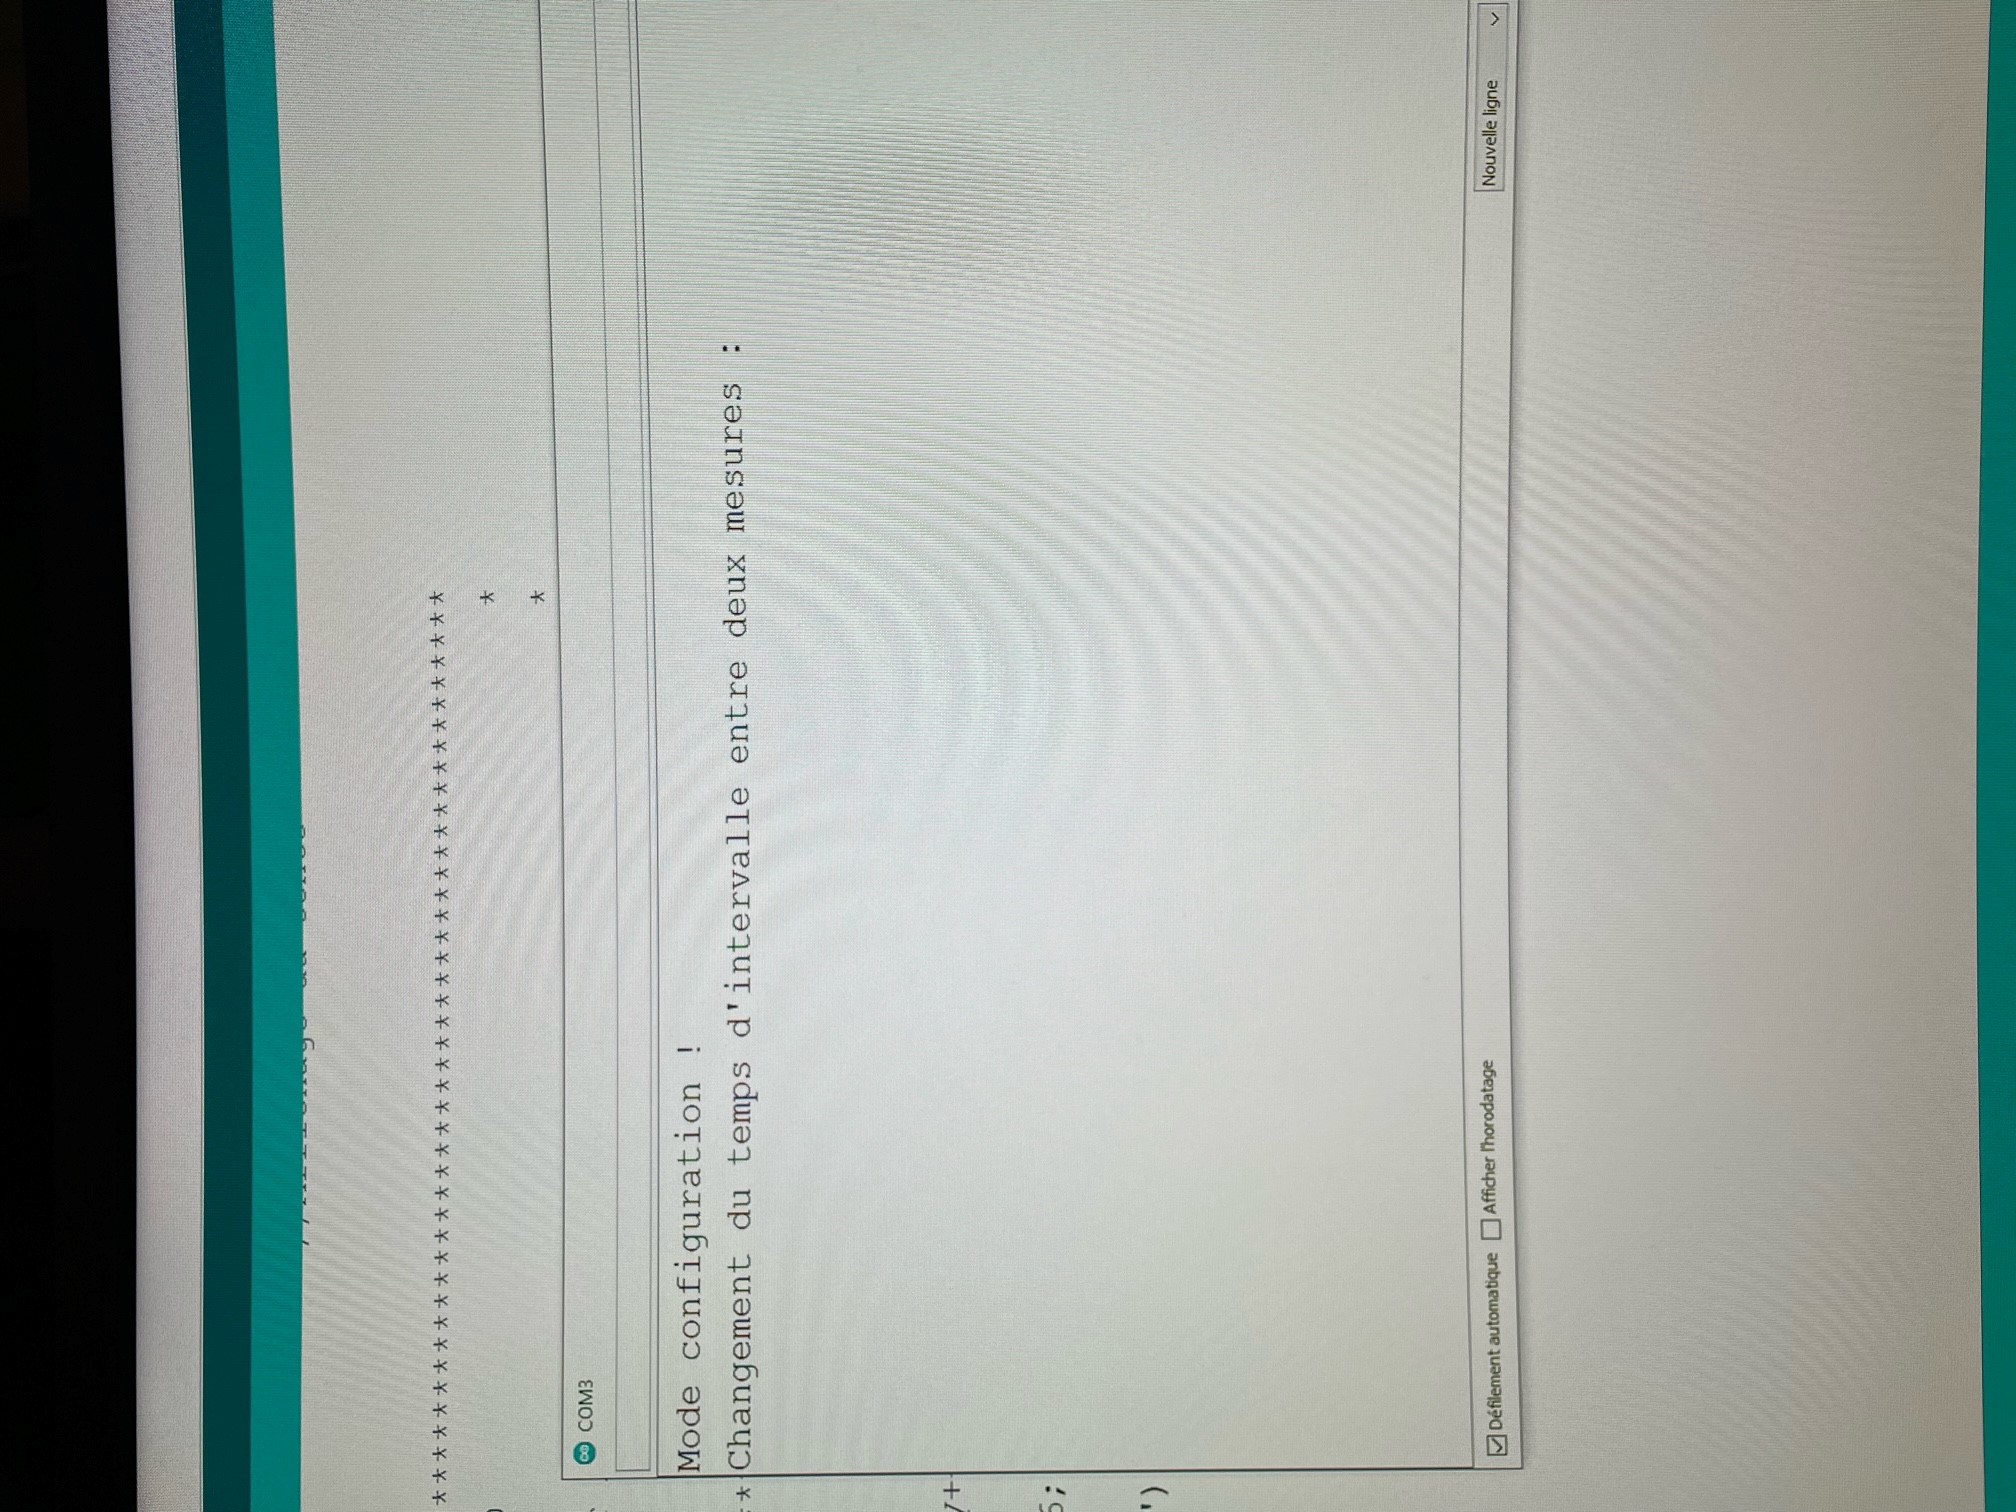 *******************************************
*
*
COM3
Mode configuration !
**Changement du temps d'intervalle entre deux mesures :
y+
;
')
Défilement automatique
Afficher l'horodatage
Nouvelle ligne